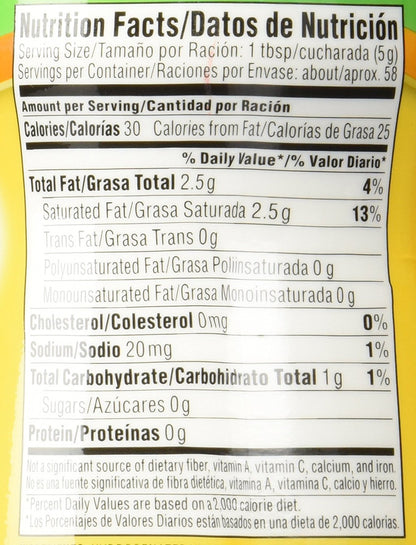 Nutrition Facts/Datos de Nutrición
Serving Size/Tamaño por Ración: 1 tbsp/cucharada (5g)
Servings per Container/Raciones por Envase: about/aprox. 58
Amount per Serving/Cantidad por Ración
Calories/Calorías 30 Calories from Fat/Calorías de Grasa 25
% Daily Value*/% Valor Diario*
Total Fat/Grasa Total 2.5g 4%
Saturated Fat/Grasa Saturada 2.5g 13%
Trans Fat/Grasa Trans 0g
Polyunsaturated Fat/Grasa Poliinsaturada 0 g
Monounsaturated Fat/Grasa Monoinsaturada 0 g
Cholesterol/Colesterol 0mg 0%
Sodium/Sodio 20mg 1%
Total Carbohydrate/Carbohidrato Total 1g 1%
Sugars/Azúcares 0g
Protein/Proteínas 0g
Not a significant source of dietary fiber, vitamin A, vitamin C, calcium, and iron.
No es una fuente significativa de fibra dietética, vitamina A, vitamina C, calcio y hierro.
*Percent Daily Values are based on a 2,000 calorie diet.
*Los Porcentajes de Valores Diarios están basados en una dieta de 2,000 calorías.